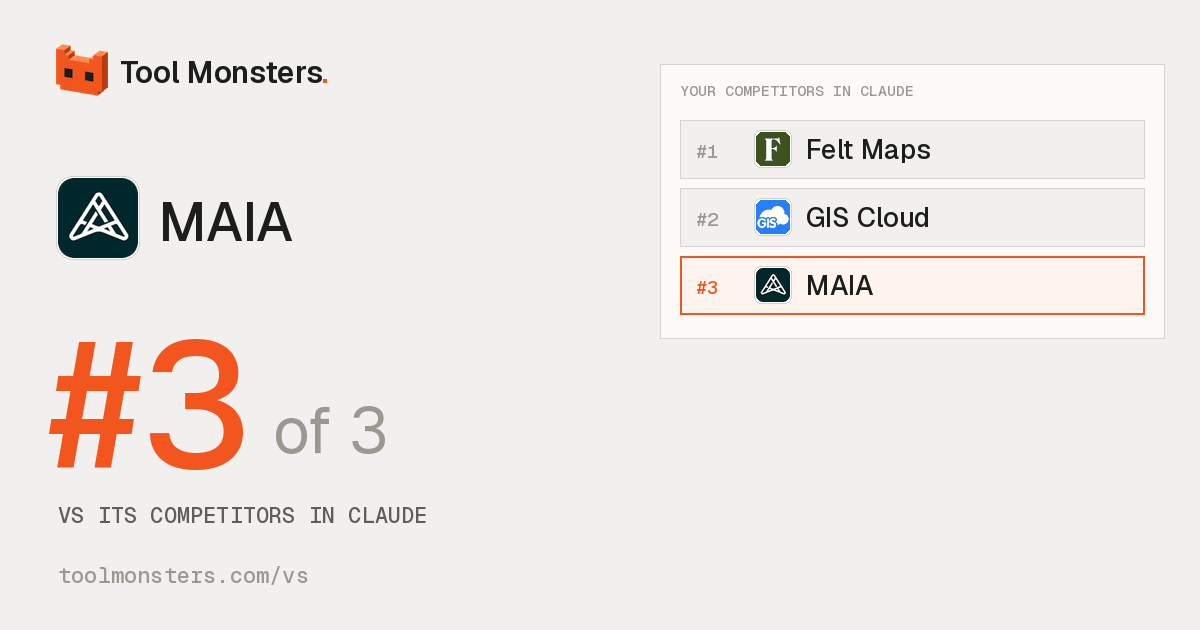 Tool Monsters.
MAIA
#3 of 3
VS ITS COMPETITORS IN CLAUDE
toolmonsters.com/vs
YOUR COMPETITORS IN CLAUDE
#1 F Felt Maps
#2 GIS GIS Cloud
#3 MAIA